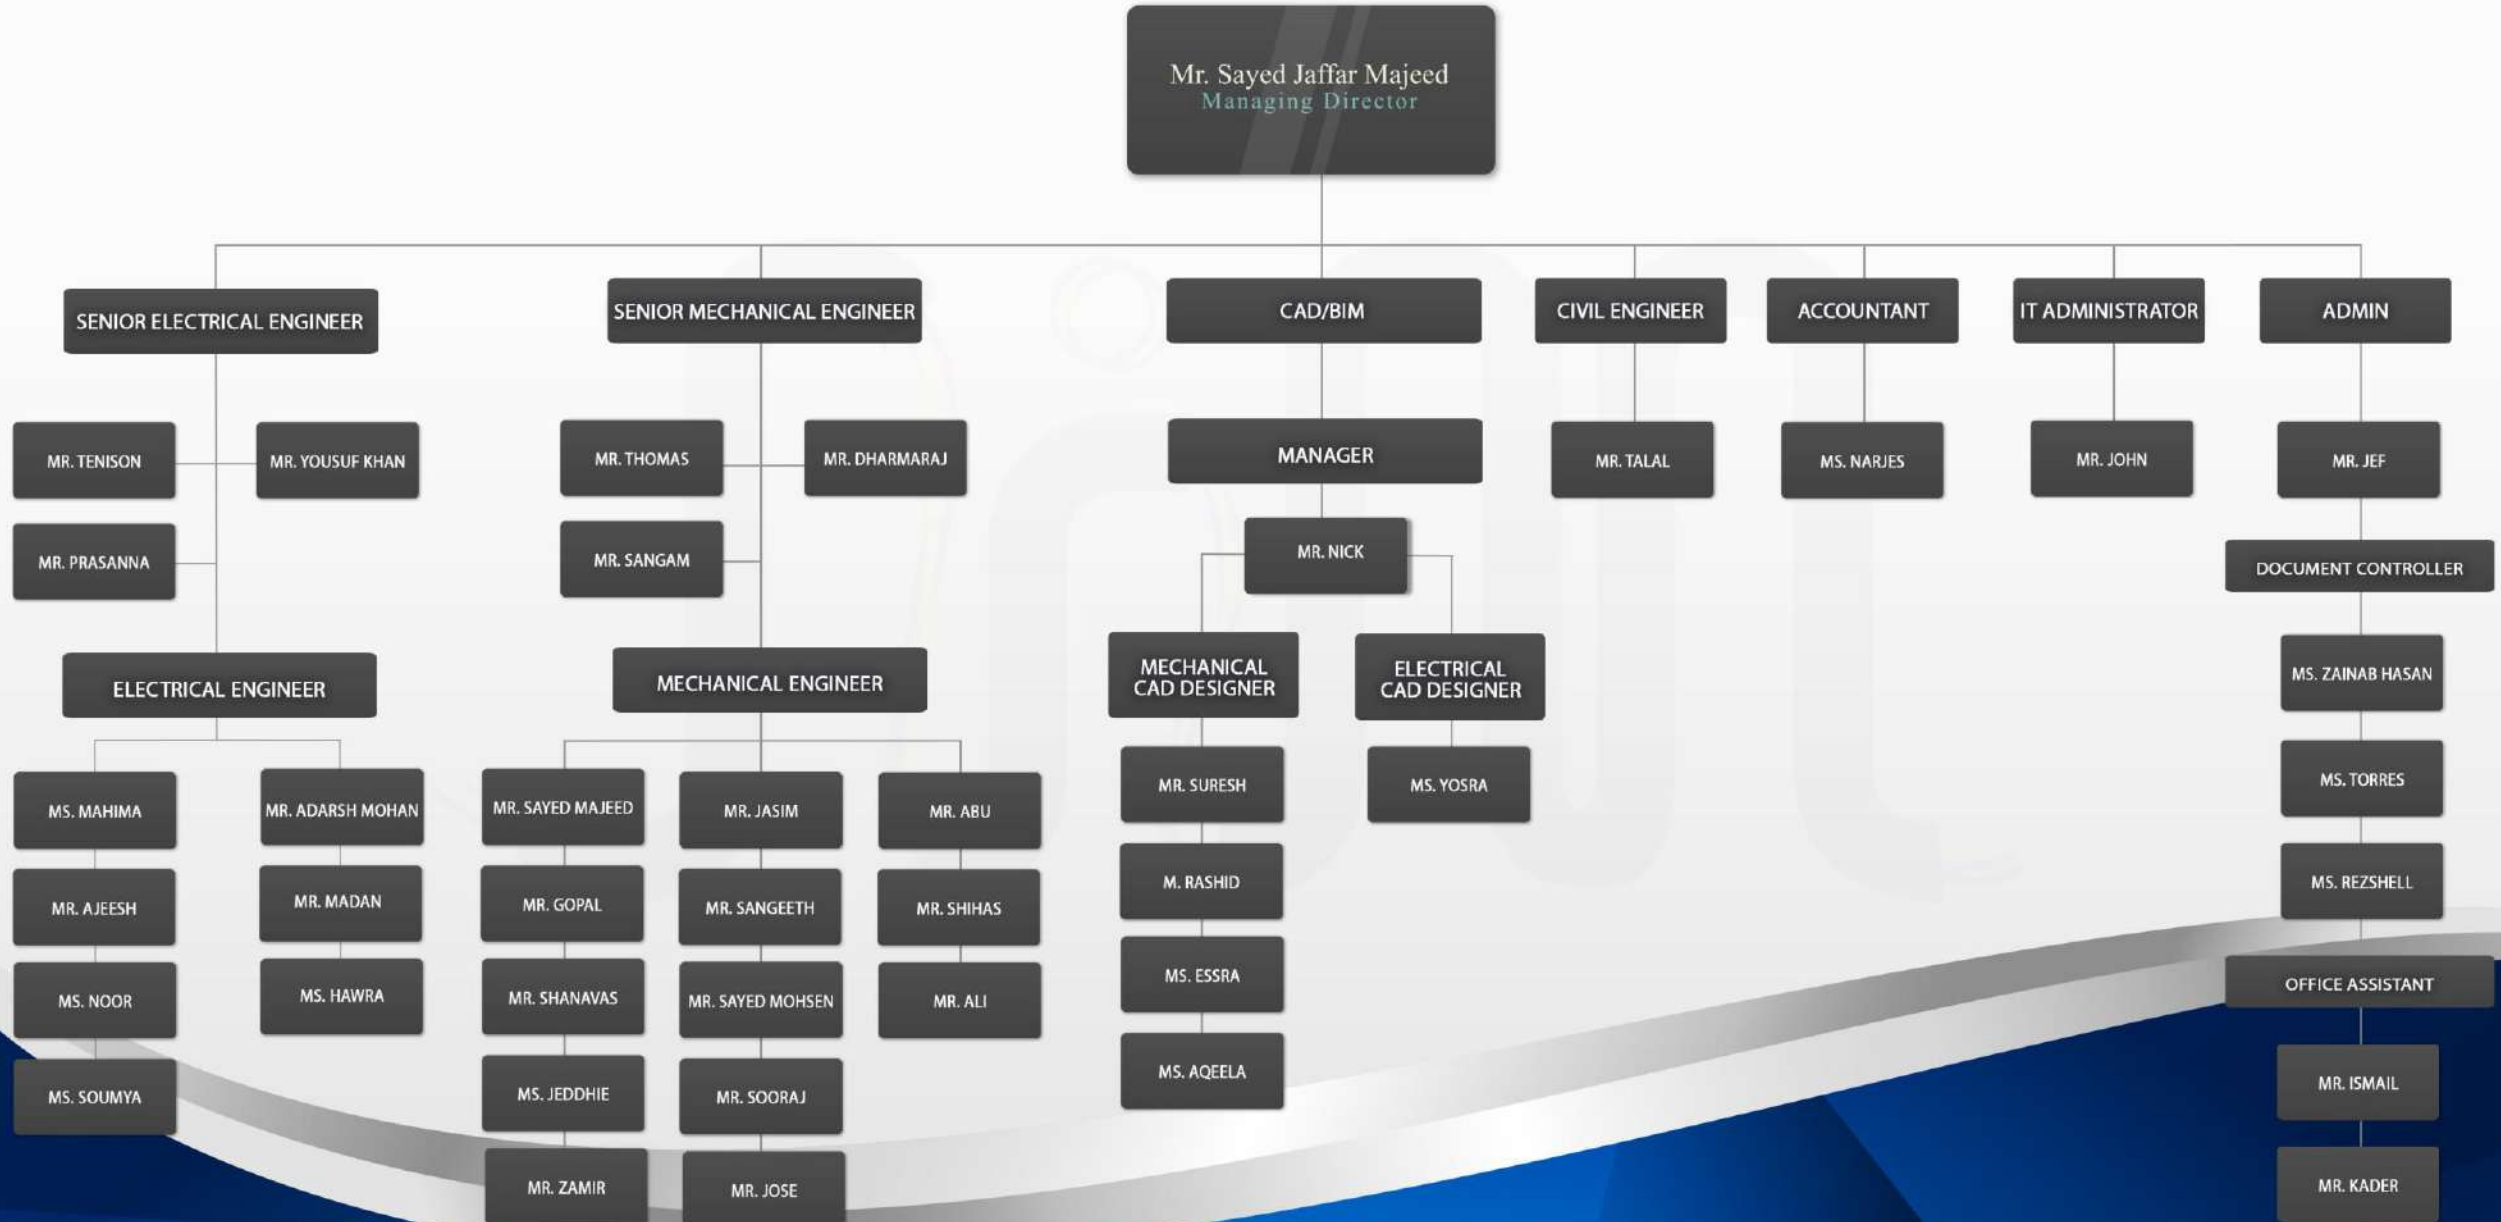 Mr. Sayed Jaffar Majeed
Managing Director
SENIOR ELECTRICAL ENGINEER
MR. TENISON
MR. YOUSUF KHAN
MR. PRASANNA
ELECTRICAL ENGINEER
MS. MAHIMA
MR. AJEESH
MS. NOOR
MS. SOUMYA
MR. ADARSH MOHAN
MR. MADAN
MS. HAWRA
SENIOR MECHANICAL ENGINEER
MR. THOMAS
MR. DHARMARAJ
MR. SANGAM
MECHANICAL ENGINEER
MR. SAYED MAJEED
MR. GOPAL
MR. SHANAVAS
MS. JEDDHIE
MR. ZAMIR
MR. JASIM
MR. SANGEETH
MR. SAYED MOHSEN
MR. SOORAJ
MR. JOSE
MR. ABU
MR. SHIHAS
MR. ALI
CAD/BIM
MANAGER
MR. NICK
MECHANICAL
CAD DESIGNER
MR. SURESH
M. RASHID
MS. ESSRA
MS. AQEELA
ELECTRICAL
CAD DESIGNER
MS. YOSRA
CIVIL ENGINEER
MR. TALAL
ACCOUNTANT
MS. NARJES
IT ADMINISTRATOR
MR. JOHN
ADMIN
MR. JEF
DOCUMENT CONTROLLER
MS. ZAINAB HASAN
MS. TORRES
MS. REZSHELL
OFFICE ASSISTANT
MR. ISMAIL
MR. KADER